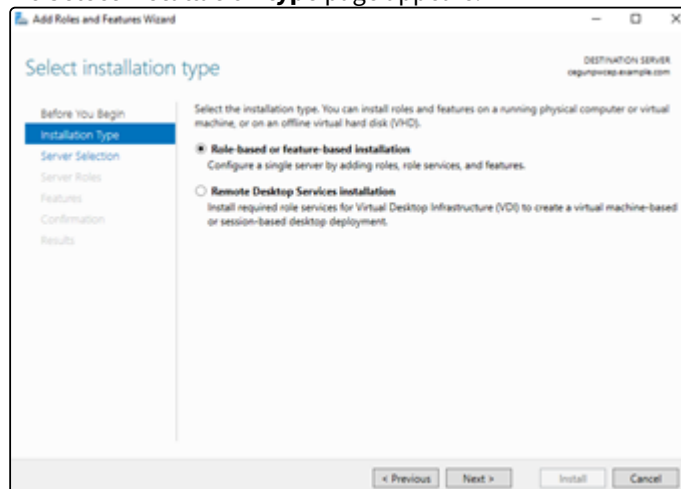 Add Roles and Features Wizard
Select installation type
DESTINATION SERVER
cegunpwcep.example.com
Before You Begin
Installation Type
Server Selection
Server Roles
Features
Confirmation
Results
Select the installation type. You can install roles and features on a running physical computer or virtual
machine, or on an offline virtual hard disk (VHD).
Role-based or feature-based installation
Configure a single server by adding roles, role services, and features.
Remote Desktop Services installation
Install required role services for Virtual Desktop Infrastructure (VDI) to create a virtual machine-based
or session-based desktop deployment.
< Previous
Next >
Install
Cancel